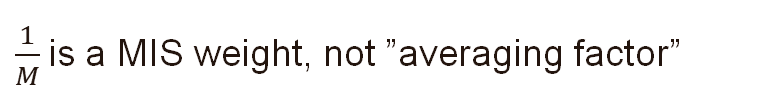 1/M is a MIS weight, not ”averaging factor”